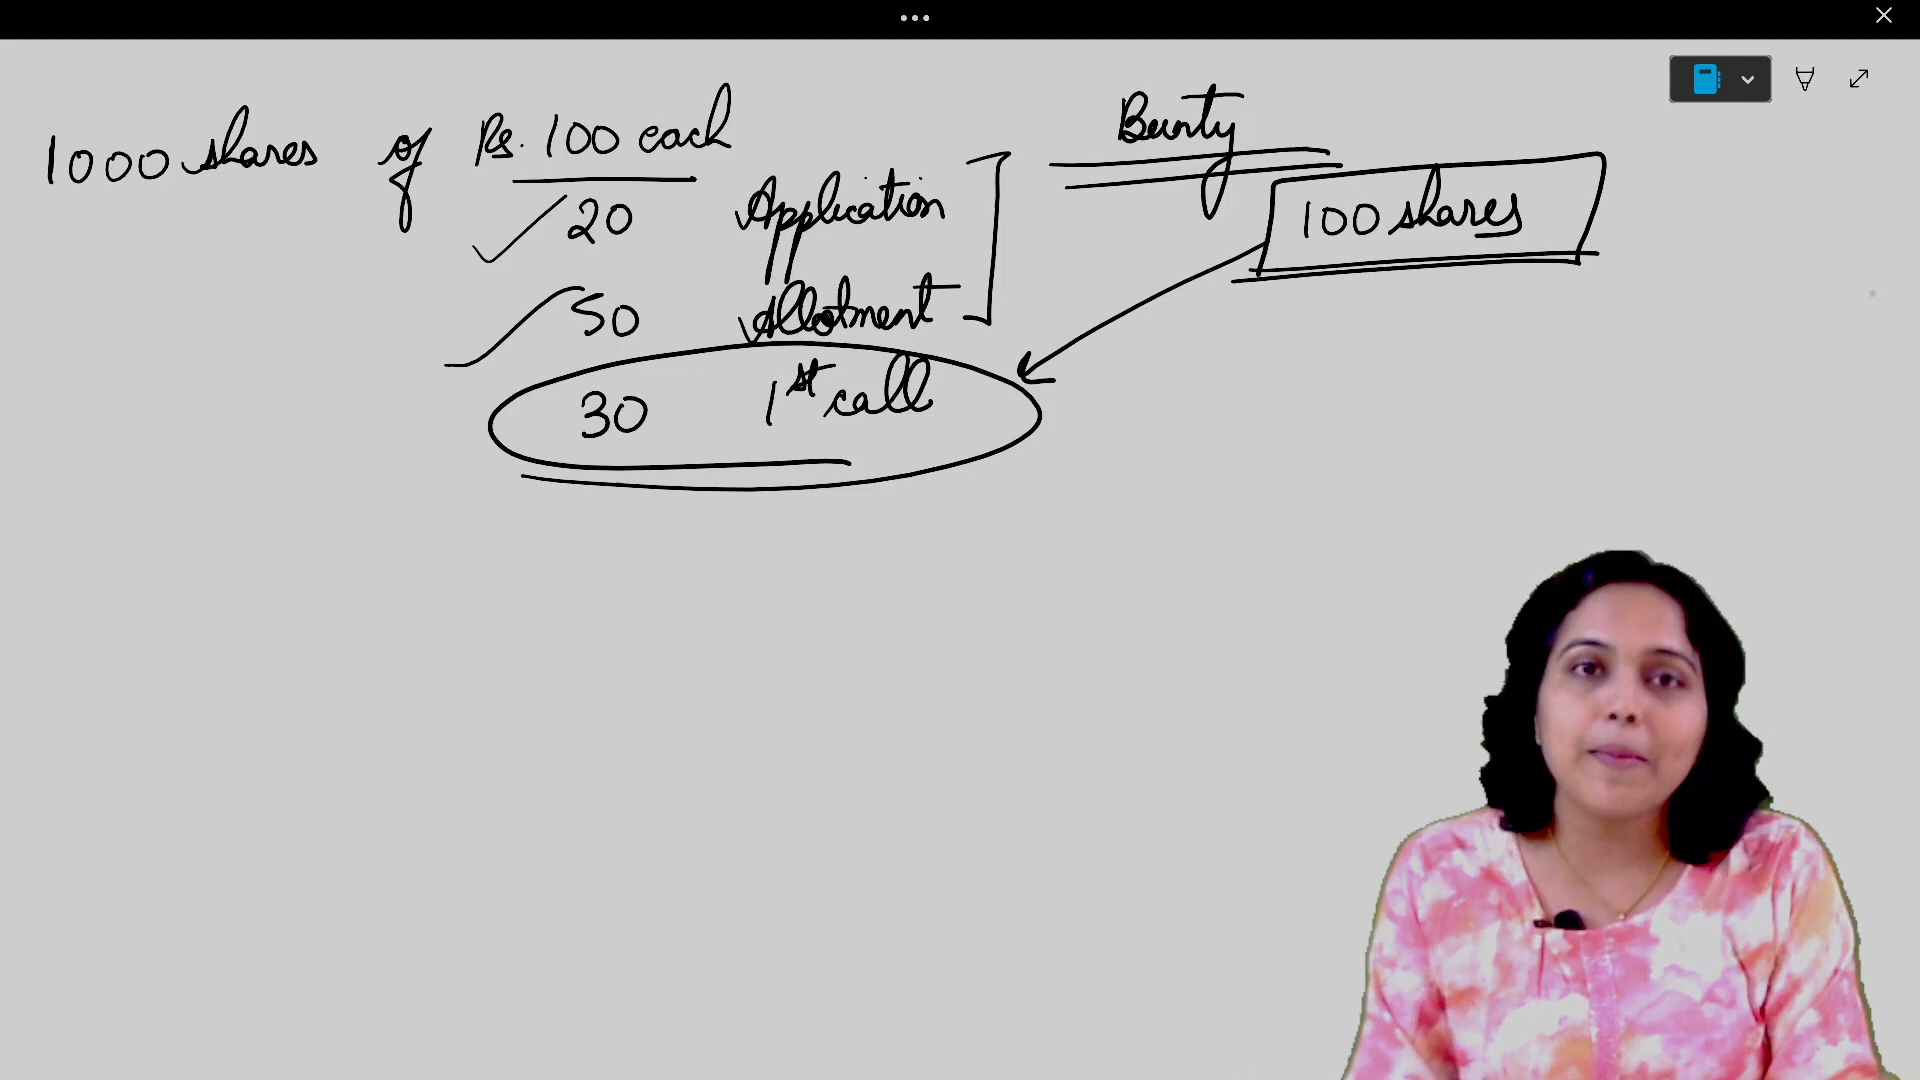 1000 shares of Rs. 100 each
20 Application
50 Allotment
30 1st call
Bunty
100 shares